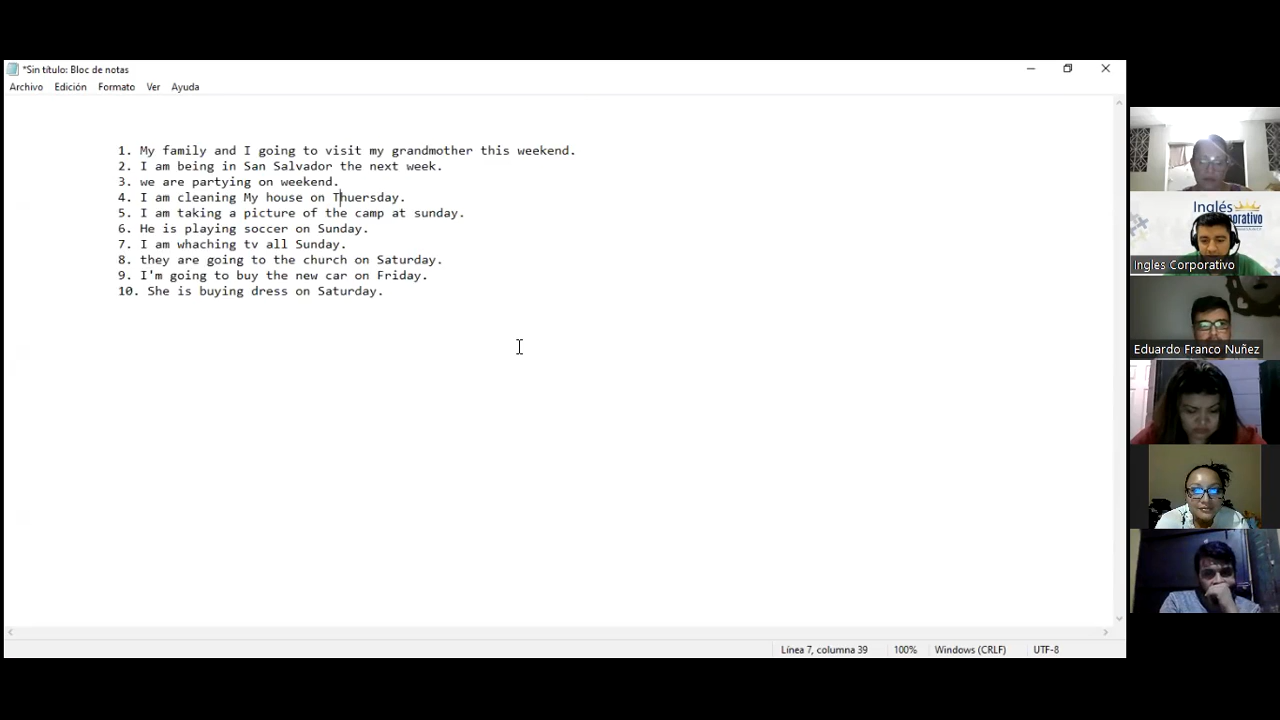 *Sin título: Bloc de notas
Archivo Edición Formato Ver Ayuda
1. My family and I going to visit my grandmother this weekend.
2. I am being in San Salvador the next week.
3. we are partying on weekend.
4. I am cleaning My house on Thuersday.
5. I am taking a picture of the camp at sunday.
6. He is playing soccer on Sunday.
7. I am whaching tv all Sunday.
8. they are going to the church on Saturday.
9. I'm going to buy the new car on Friday.
10. She is buying dress on Saturday.
Línea 7, columna 39 100% Windows (CRLF) UTF-8
Inglés
Ingles Corporativo
Eduardo Franco Nuñez